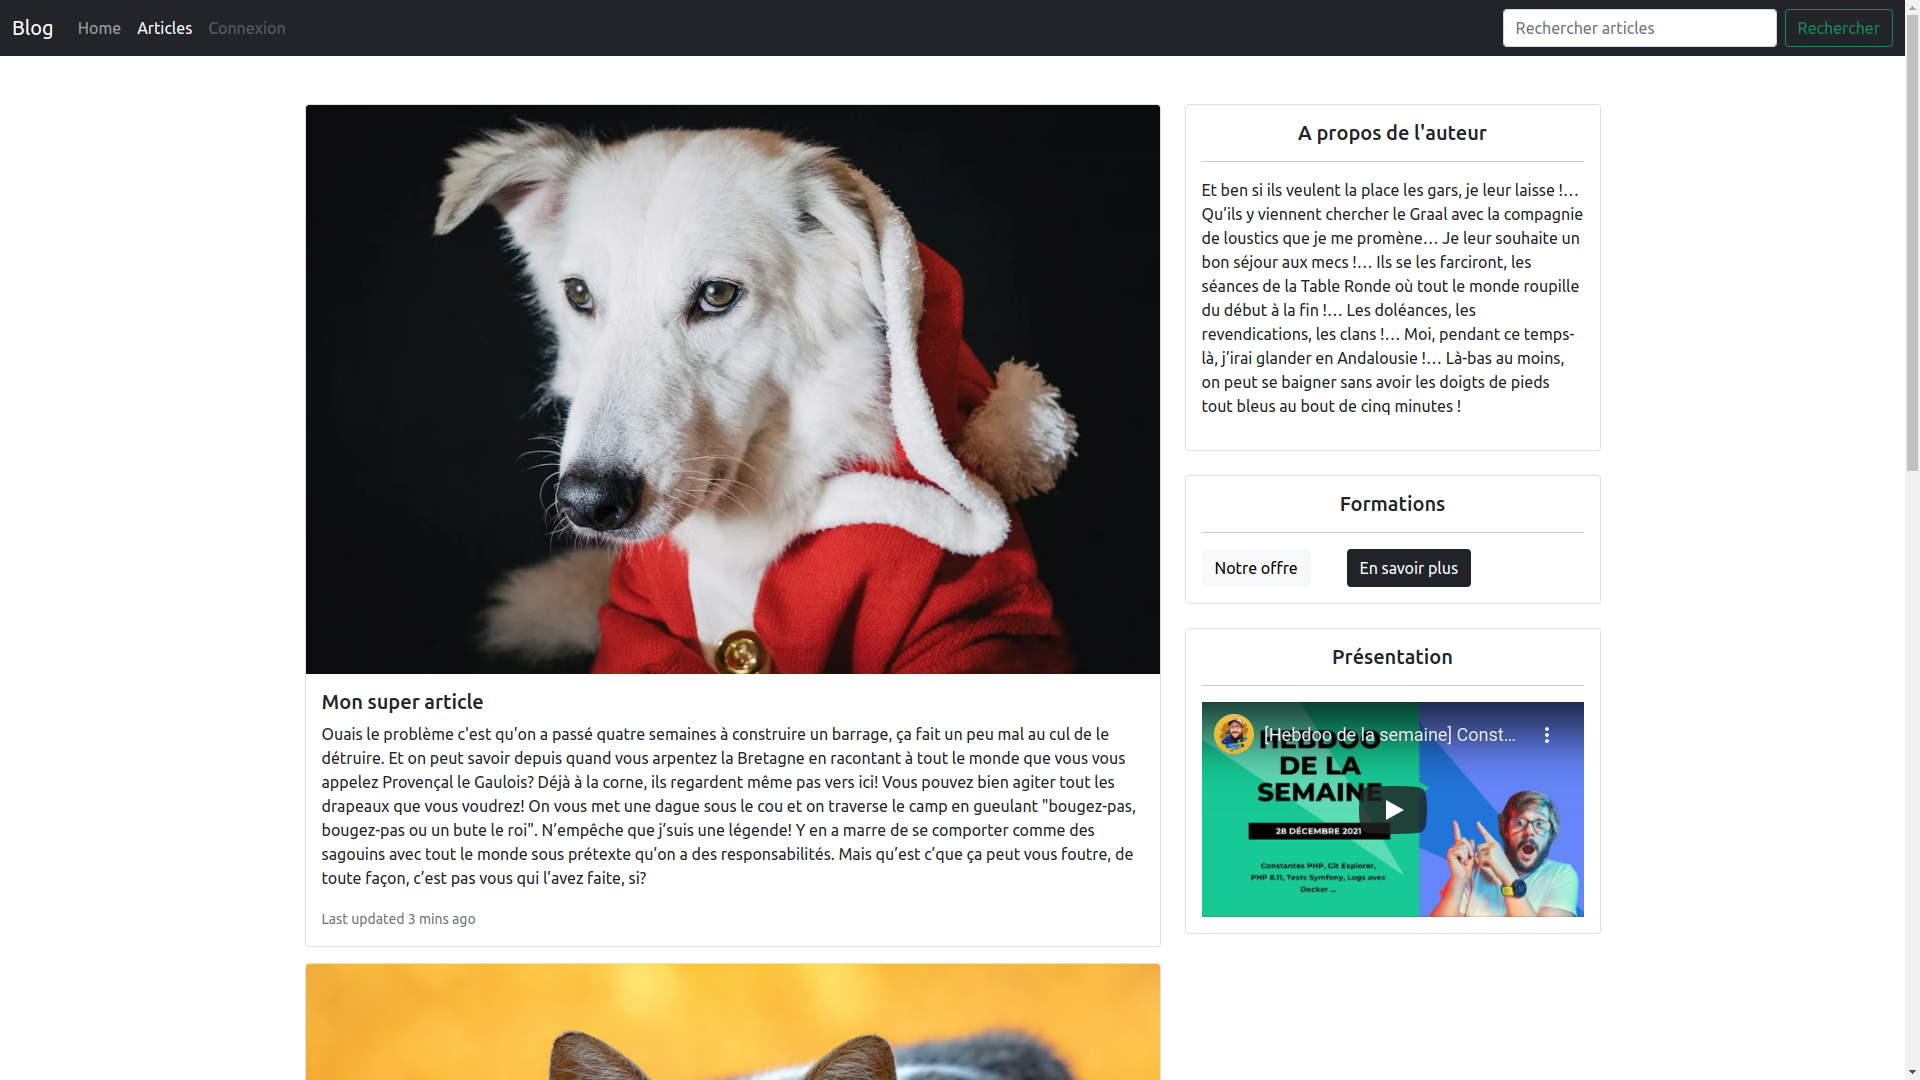 Blog Home Articles Connexion Rechercher articles Rechercher
Mon super article
Ouais le problème c'est qu'on a passé quatre semaines à construire un barrage, ça fait un peu mal au cul de le
détruire. Et on peut savoir depuis quand vous arpentez la Bretagne en racontant à tout le monde que vous vous
appelez Provençal le Gaulois? Déjà à la corne, ils regardent même pas vers ici! Vous pouvez bien agiter tout les
drapeaux que vous voudrez! On vous met une dague sous le cou et on traverse le camp en gueulant "bougez-pas,
bougez-pas ou un bute le roi". N’empêche que j’suis une légende! Y en a marre de se comporter comme des
sagouins avec tout le monde sous prétexte qu’on a des responsabilités. Mais qu’est c’que ça peut vous foutre, de
toute façon, c’est pas vous qui l’avez faite, si?
Last updated 3 mins ago
A propos de l'auteur
Et ben si ils veulent la place les gars, je leur laisse !…
Qu’ils y viennent chercher le Graal avec la compagnie
de loustics que je me promène… Je leur souhaite un
bon séjour aux mecs !… Ils se les farciront, les
séances de la Table Ronde où tout le monde roupille
du début à la fin !… Les doléances, les
revendications, les clans !… Moi, pendant ce temps-
là, j’irai glander en Andalousie !… Là-bas au moins,
on peut se baigner sans avoir les doigts de pieds
tout bleus au bout de cinq minutes !
Formations
Notre offre En savoir plus
Présentation
[Hebdoo de la semaine] Const…
HEBDOO
DE LA
SEMAINE
28 DÉCEMBRE 2021
Constantes PHP, Git Explorer,
PHP 8.11, Tests Symfony, Logs avec
Docker ...